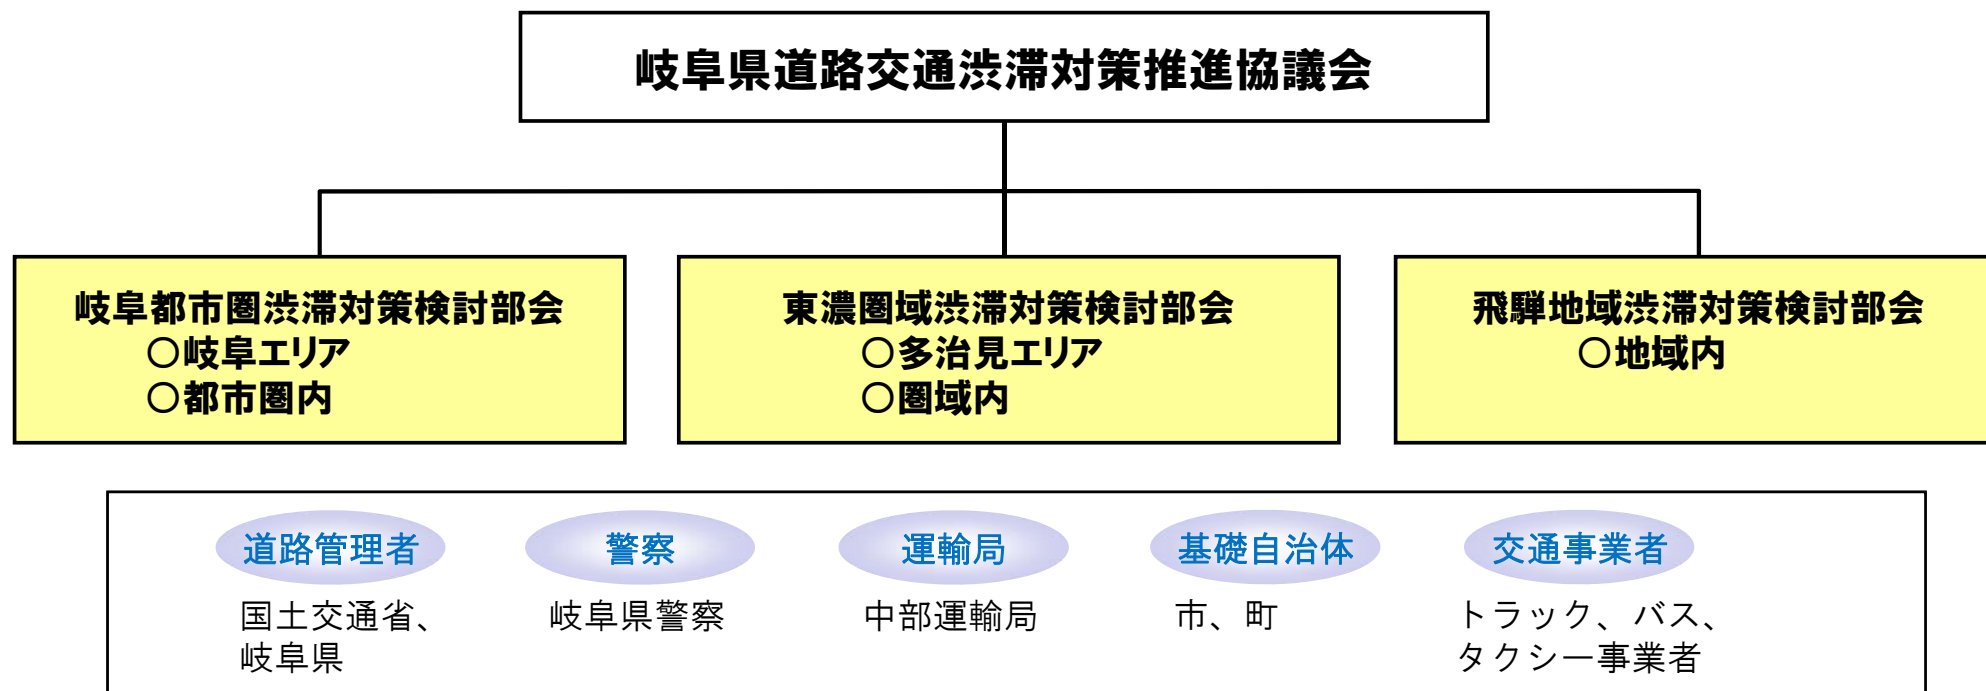 岐阜県道路交通渋滞対策推進協議会
岐阜都市圏渋滞対策検討部会
○岐阜エリア
○都市圏内
東濃圏域渋滞対策検討部会
○多治見エリア
○圏域内
飛騨地域渋滞対策検討部会
○地域内
道路管理者
国土交通省、
岐阜県
警察
岐阜県警察
運輸局
中部運輸局
基礎自治体
市、町
交通事業者
トラック、バス、
タクシー事業者